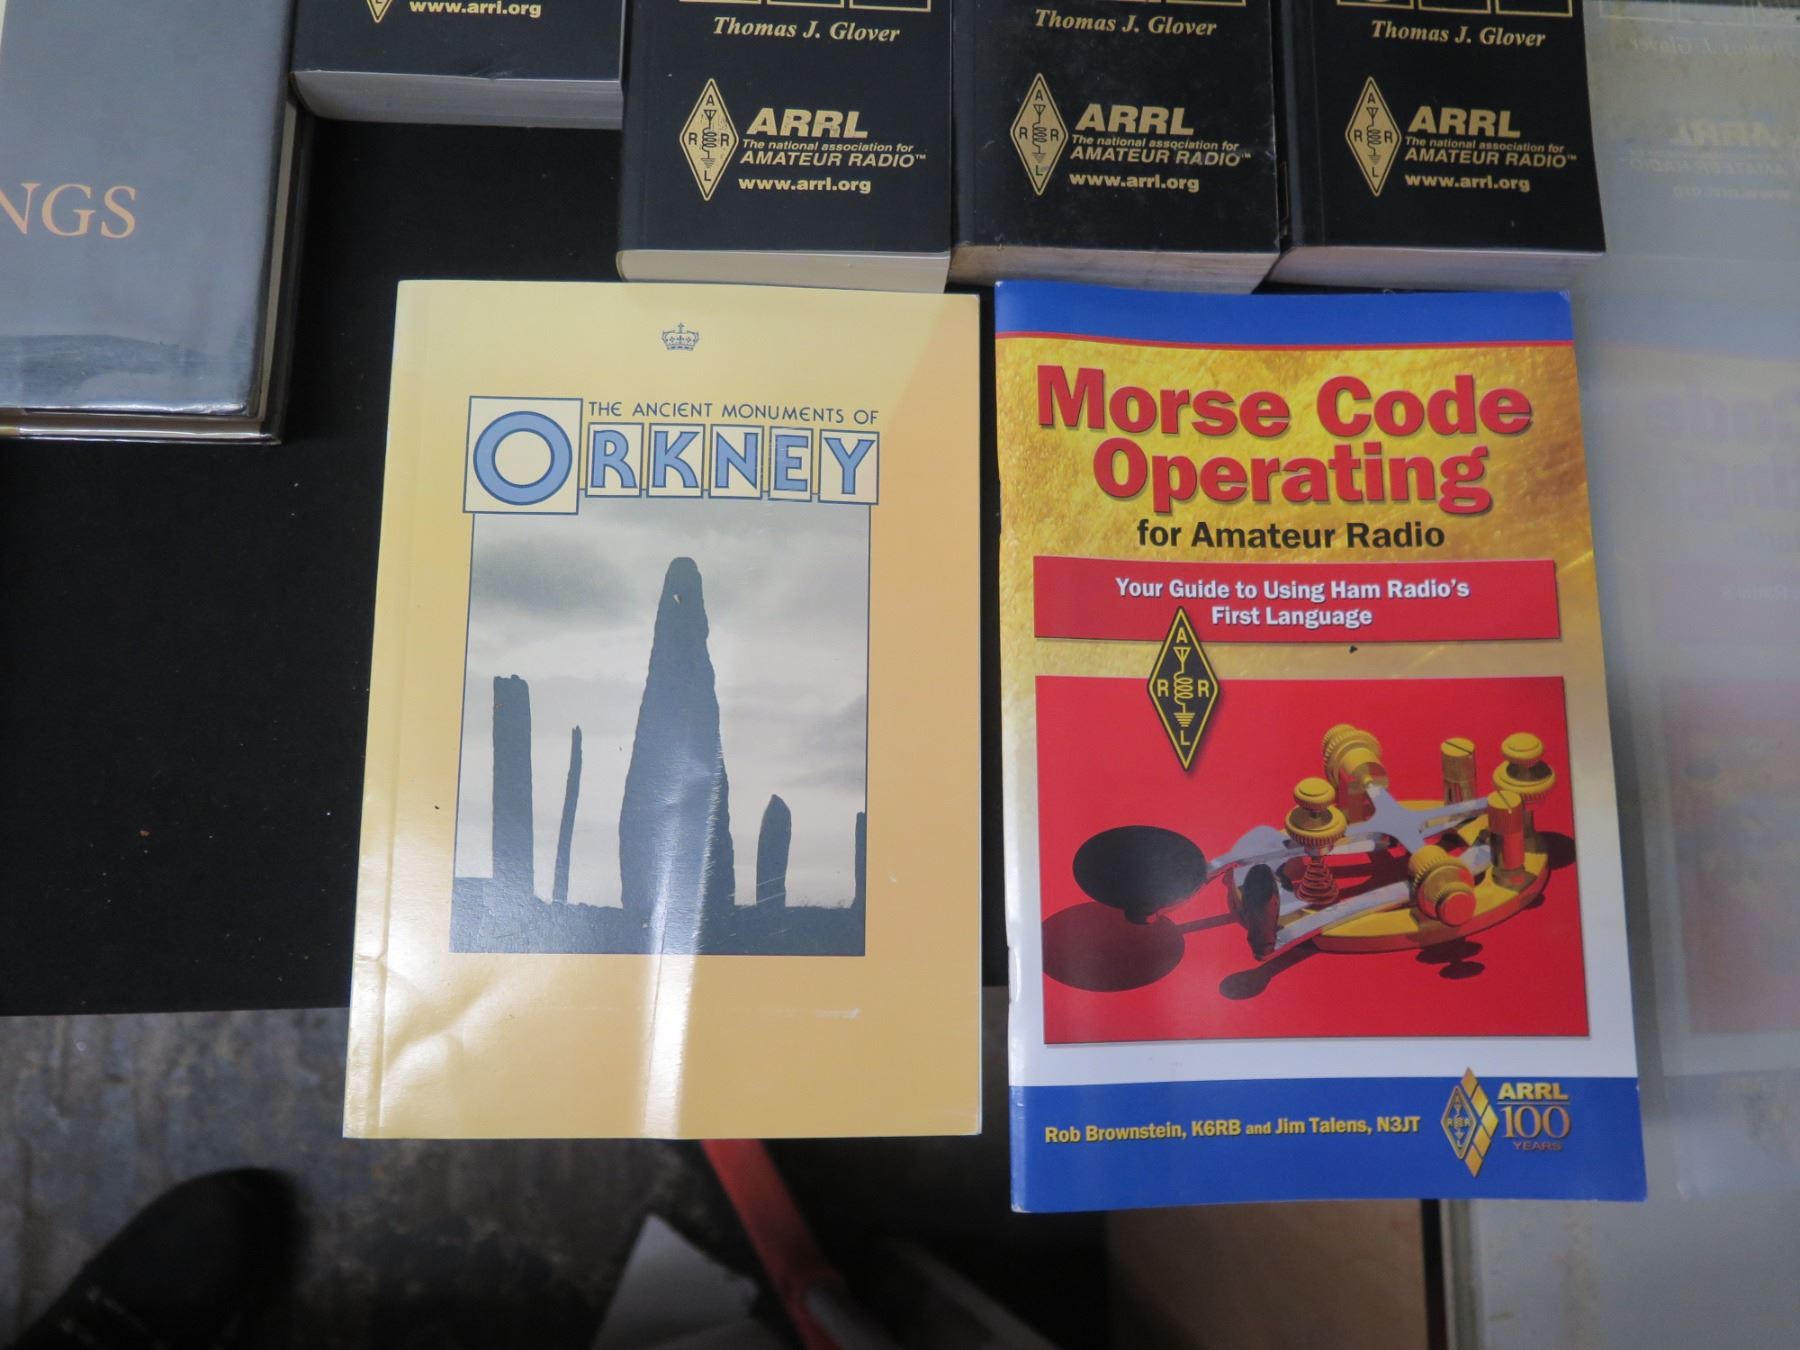 www.arrl.org
Thomas J. Glover
A
R R
L
ARRL
The national association for
AMATEUR RADIO™
www.arrl.org
Thomas J. Glover
A
R R
L
ARRL
The national association for
AMATEUR RADIO™
www.arrl.org
Thomas J. Glover
A
R R
L
ARRL
The national association for
AMATEUR RADIO™
www.arrl.org
NGS
THE ANCIENT MONUMENTS OF
ORKNEY
Morse Code
Operating
for Amateur Radio
Your Guide to Using Ham Radio's
First Language
A
R R
L
Rob Brownstein, K6RB and Jim Talens, N3JT
ARRL
100
YEARS